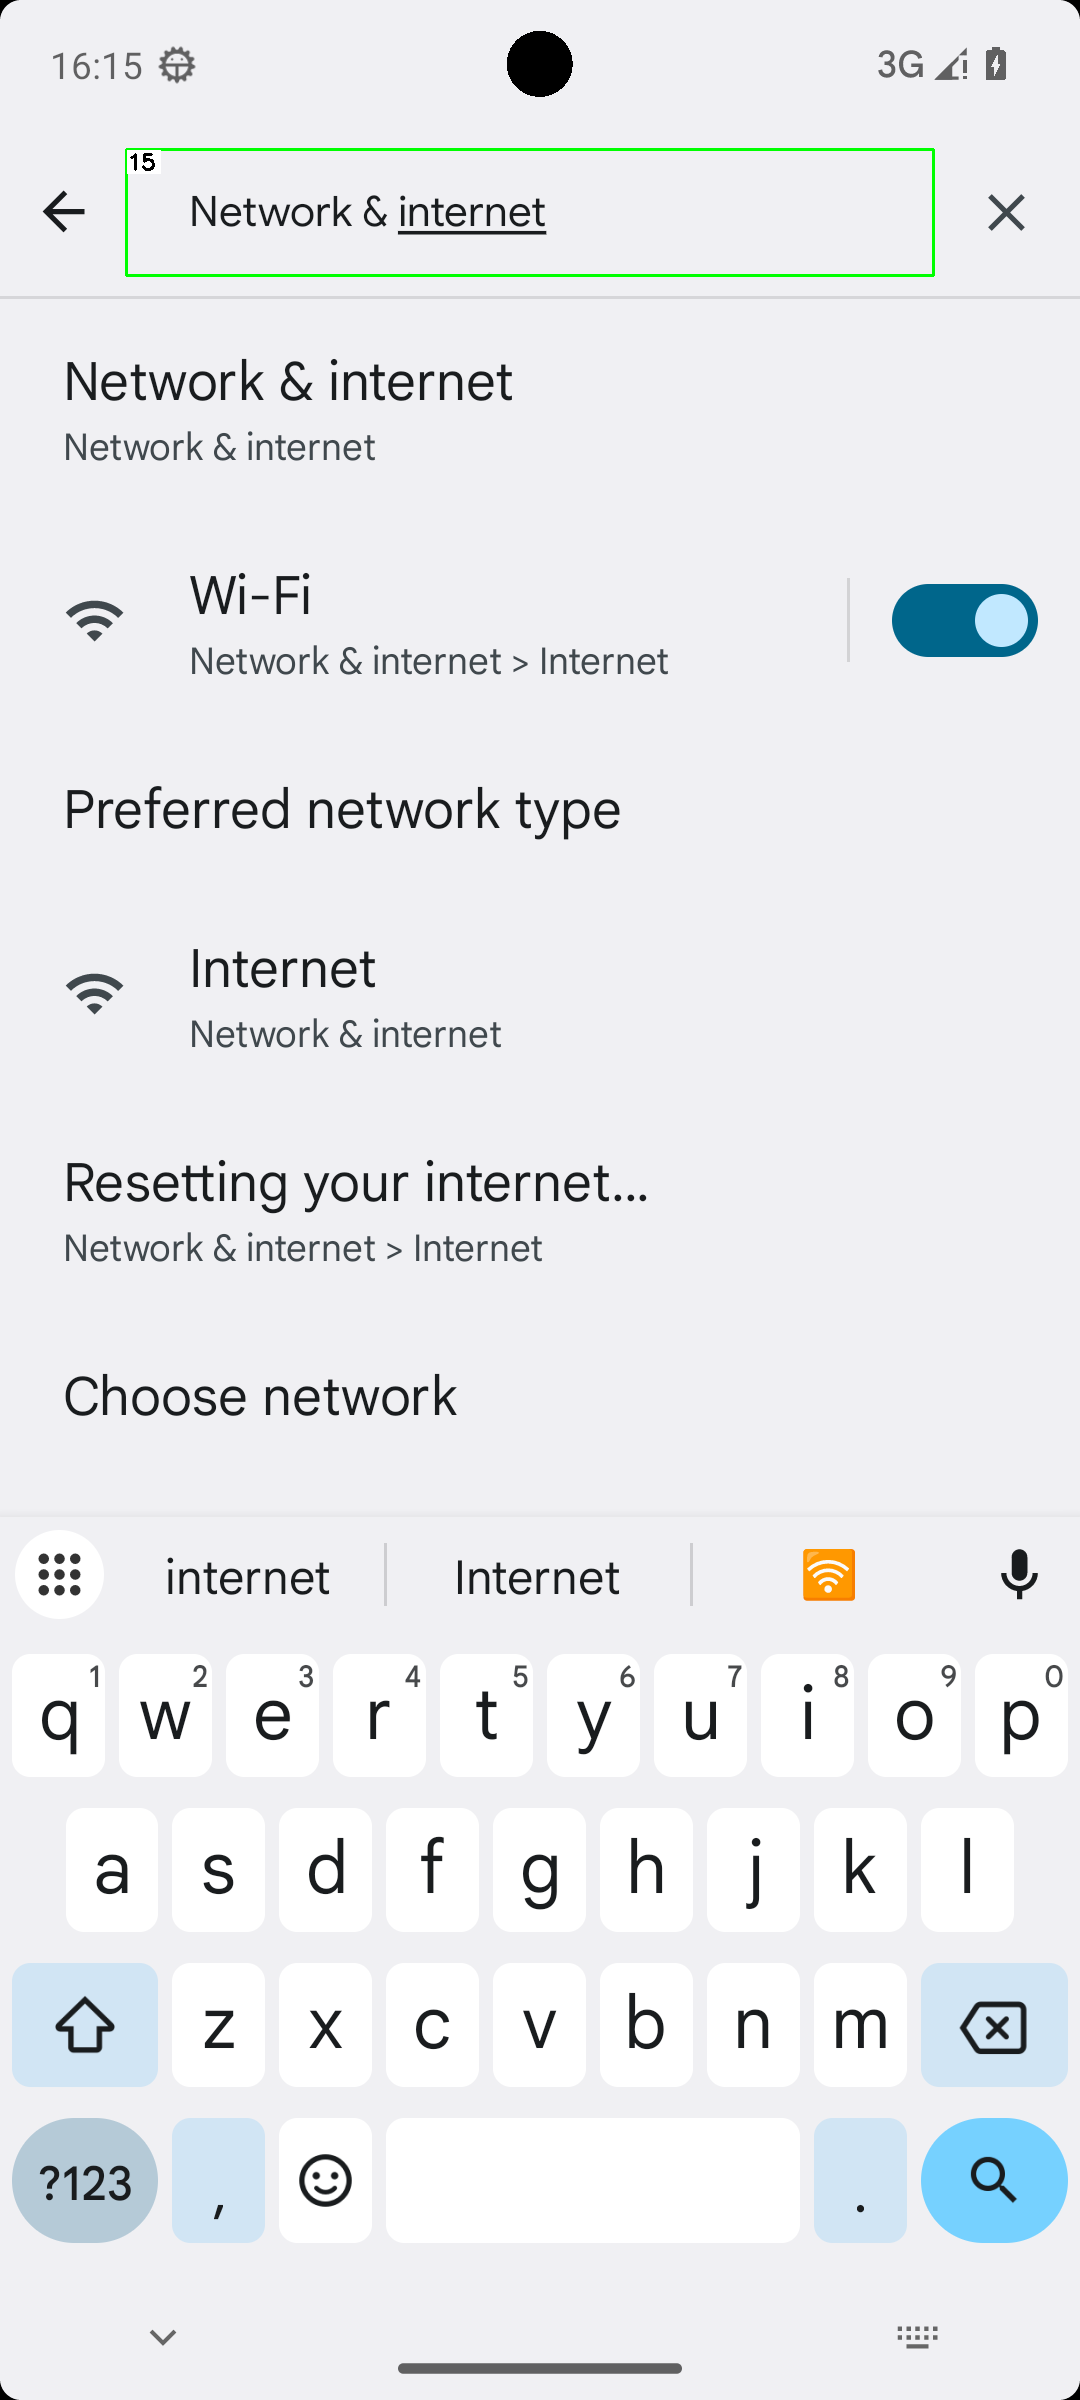 16:15
3G
15
Network & internet
Network & internet
Network & internet
Wi-Fi
Network & internet > Internet
Preferred network type
Internet
Network & internet
Resetting your internet…
Network & internet > Internet
Choose network
internet
Internet
q1 w2 e3 r4 t5 y6 u7 i8 o9 p0
a s d f g h j k l
z x c v b n m
?123 , .